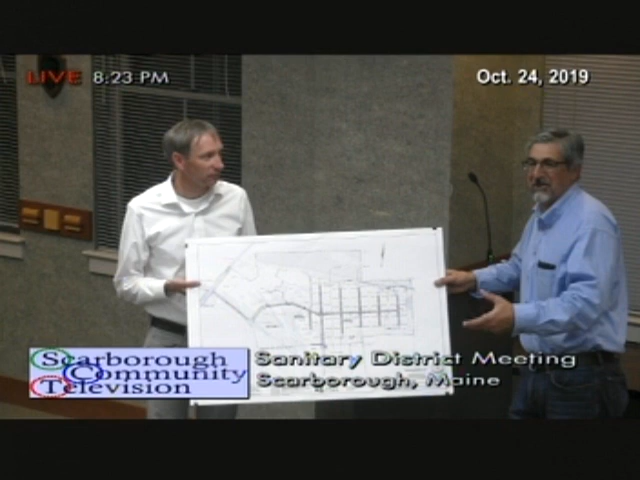 LIVE 8:23 PM
Oct. 24, 2019
Scarborough
Community
Television
Sanitary District Meeting
Scarborough, Maine